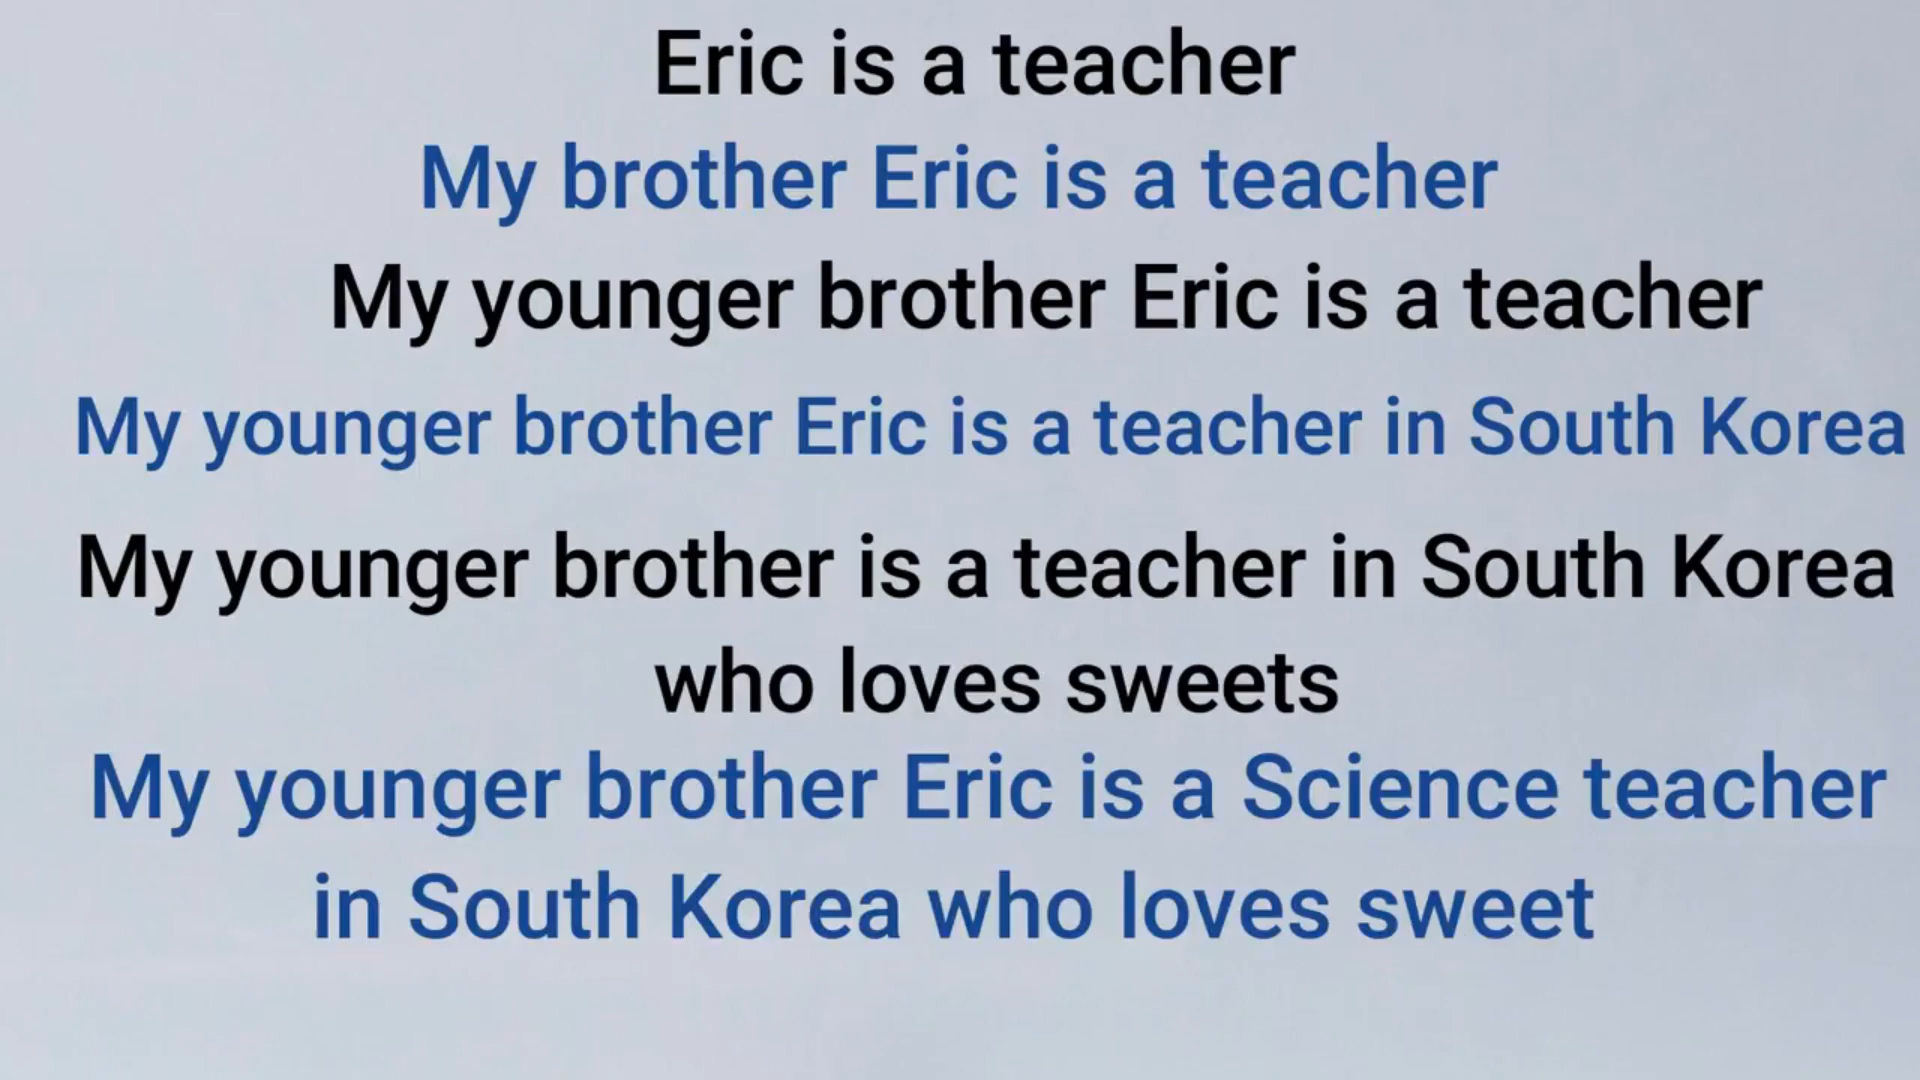 Eric is a teacher
My brother Eric is a teacher
My younger brother Eric is a teacher
My younger brother Eric is a teacher in South Korea
My younger brother is a teacher in South Korea
who loves sweets
My younger brother Eric is a Science teacher
in South Korea who loves sweet